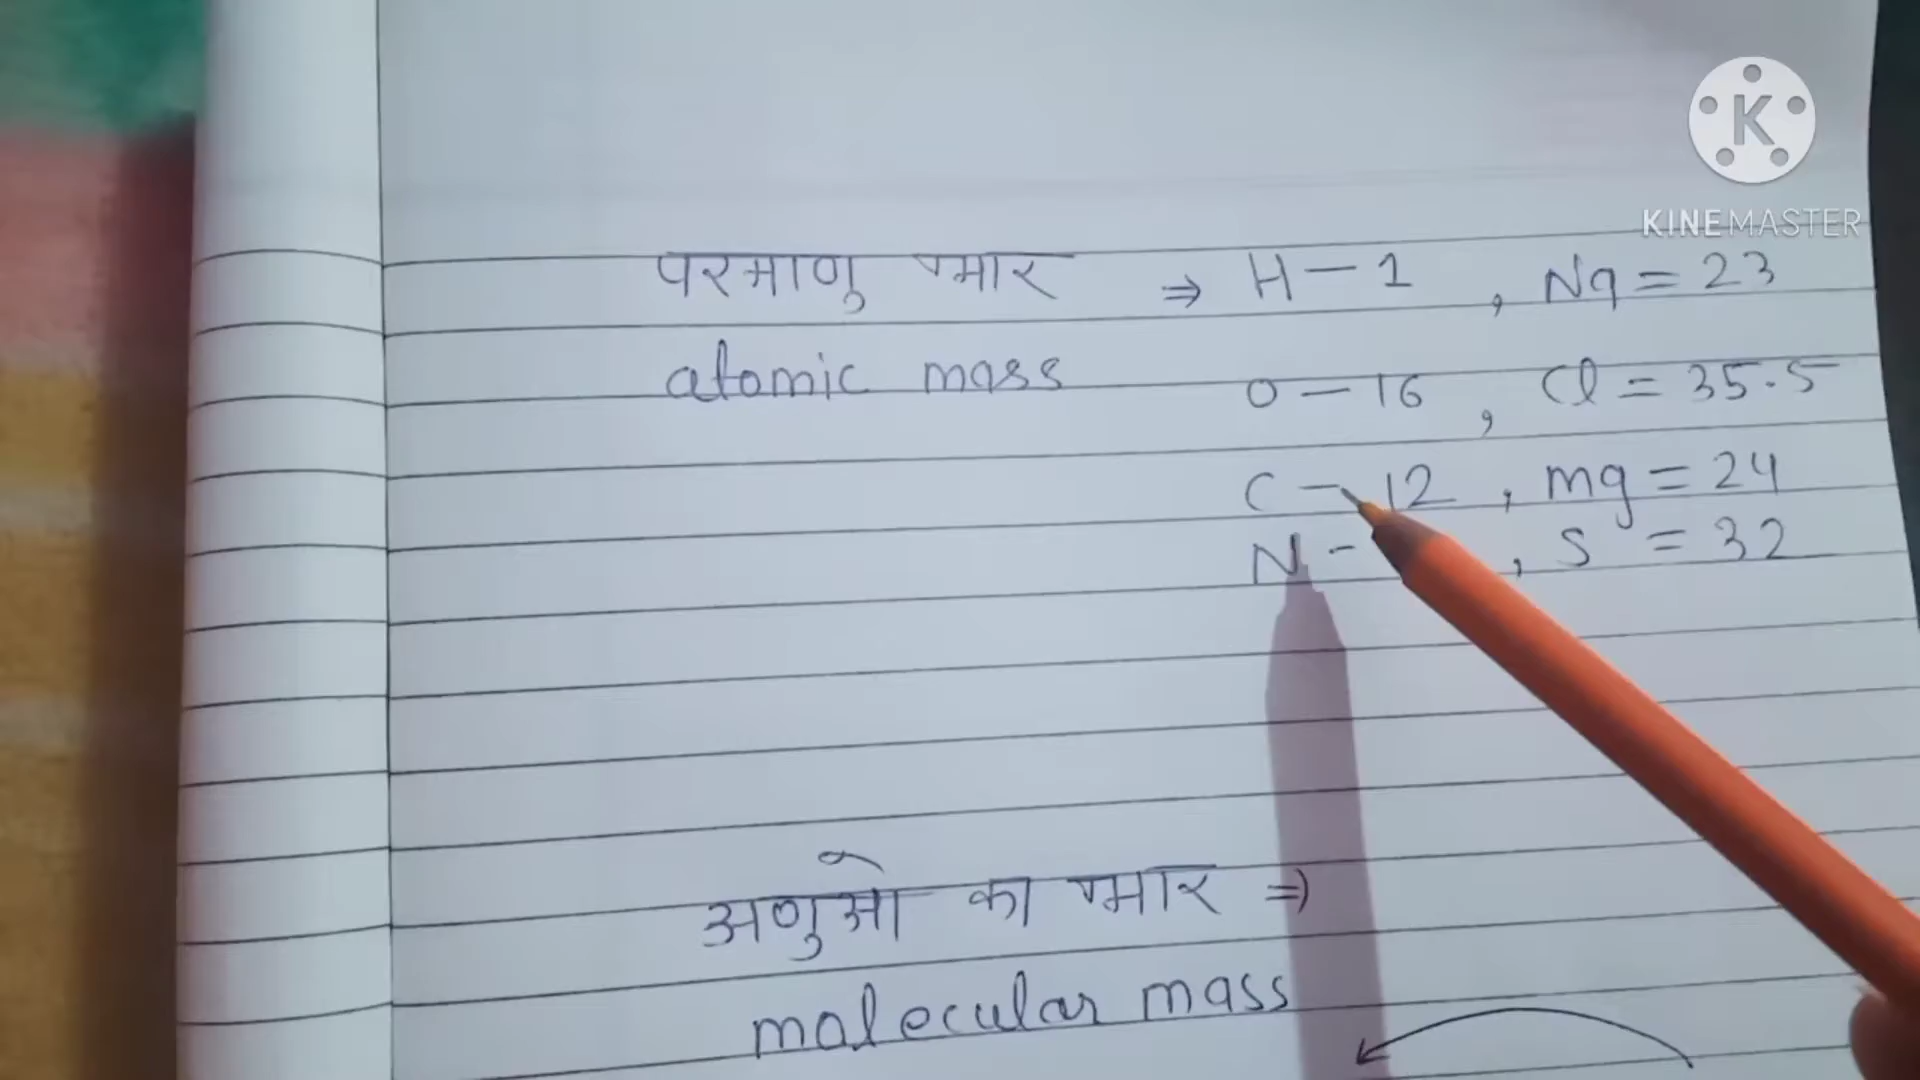 K
KINEMASTER
परमाणु भार ⇒ H - 1 , Na = 23
atomic mass O - 16 , Cl = 35.5
C - 12 , mg = 24
N - , S = 32
अणुओ का भार ⇒
molecular mass